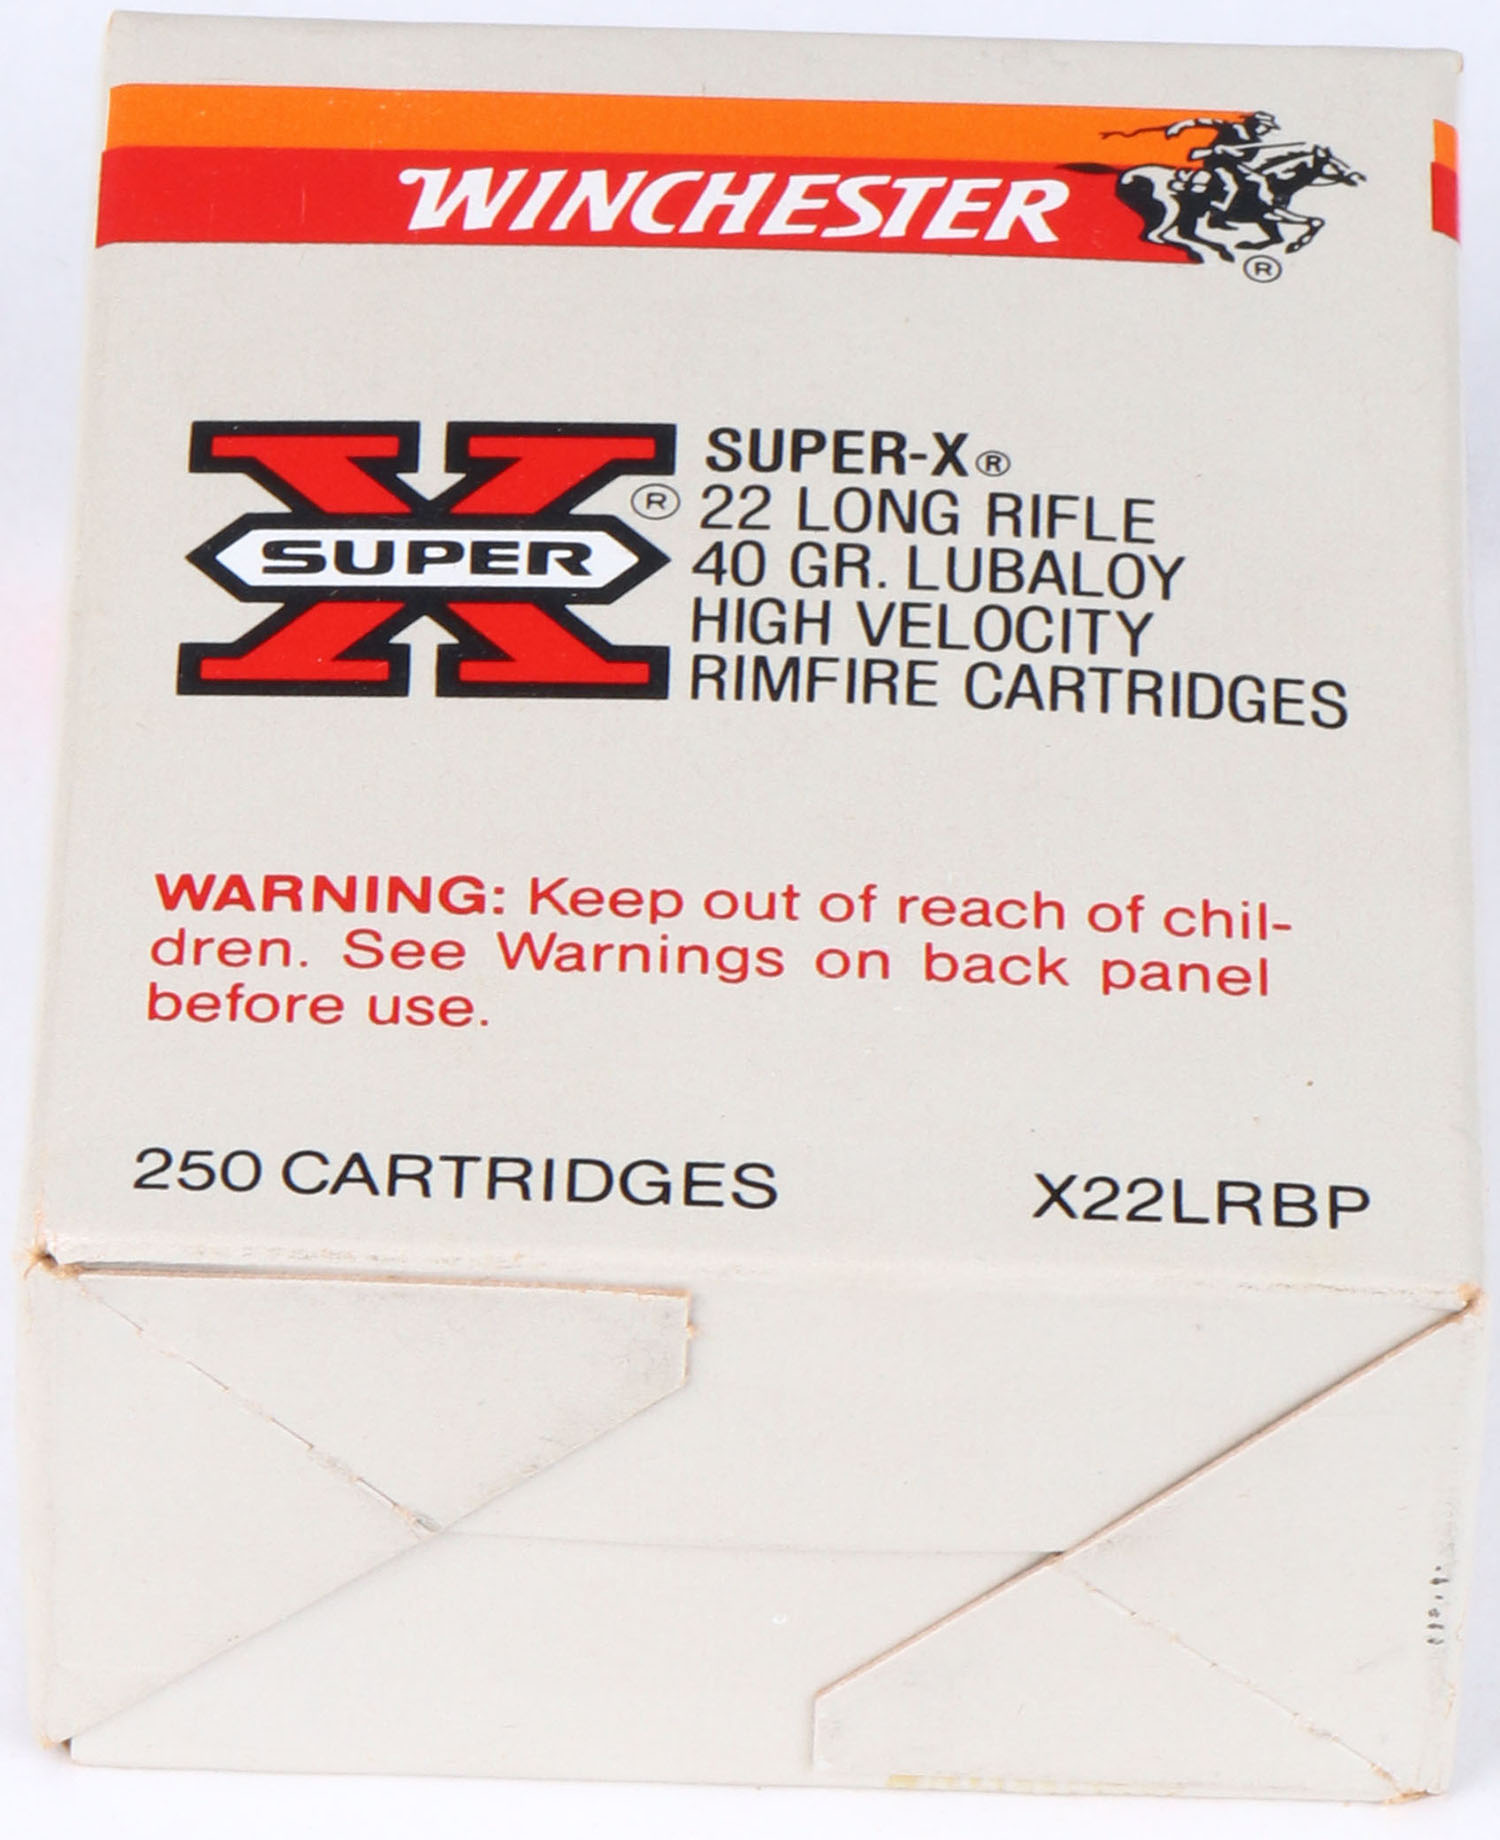 WINCHESTER
®
SUPER
®
SUPER-X®
22 LONG RIFLE
40 GR. LUBALOY
HIGH VELOCITY
RIMFIRE CARTRIDGES
WARNING: Keep out of reach of chil-
dren. See Warnings on back panel
before use.
250 CARTRIDGES
X22LRBP